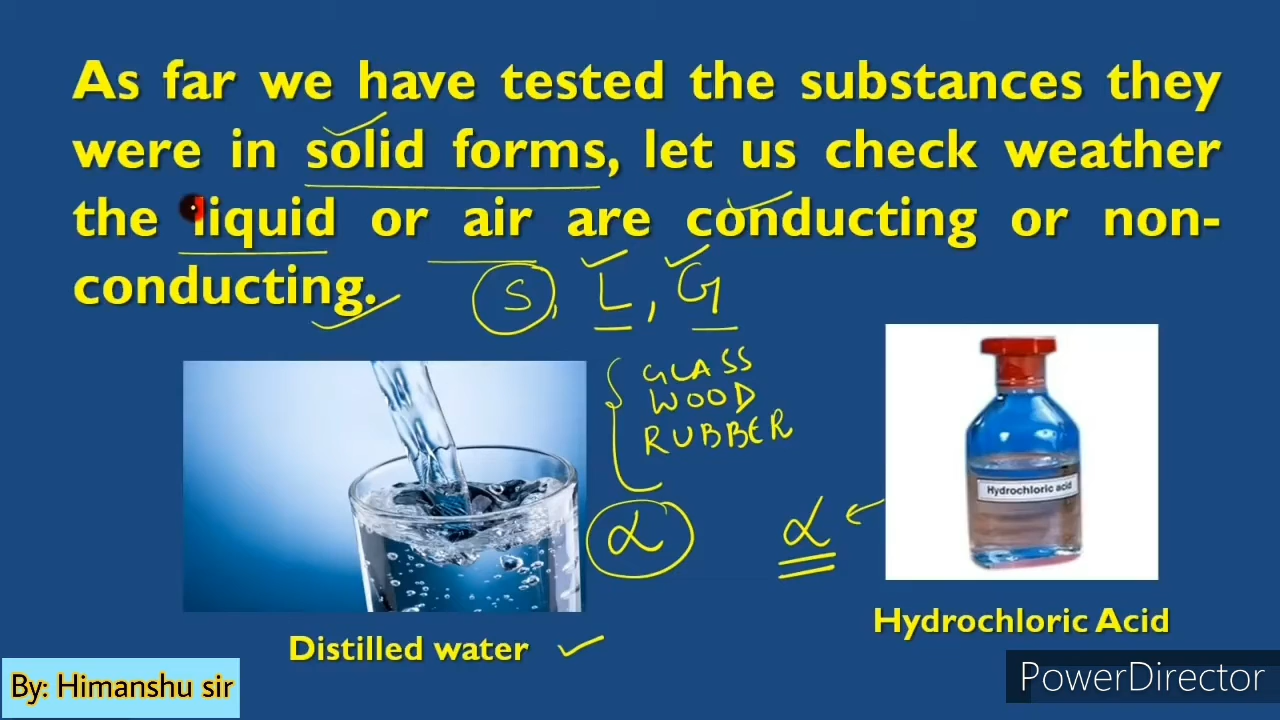 As far we have tested the substances they
were in solid forms, let us check weather
the liquid or air are conducting or non-
conducting.
S, L, G
GLASS
WOOD
RUBBER
α
α
Hydrochloric acid
Distilled water
Hydrochloric Acid
By: Himanshu sir
PowerDirector